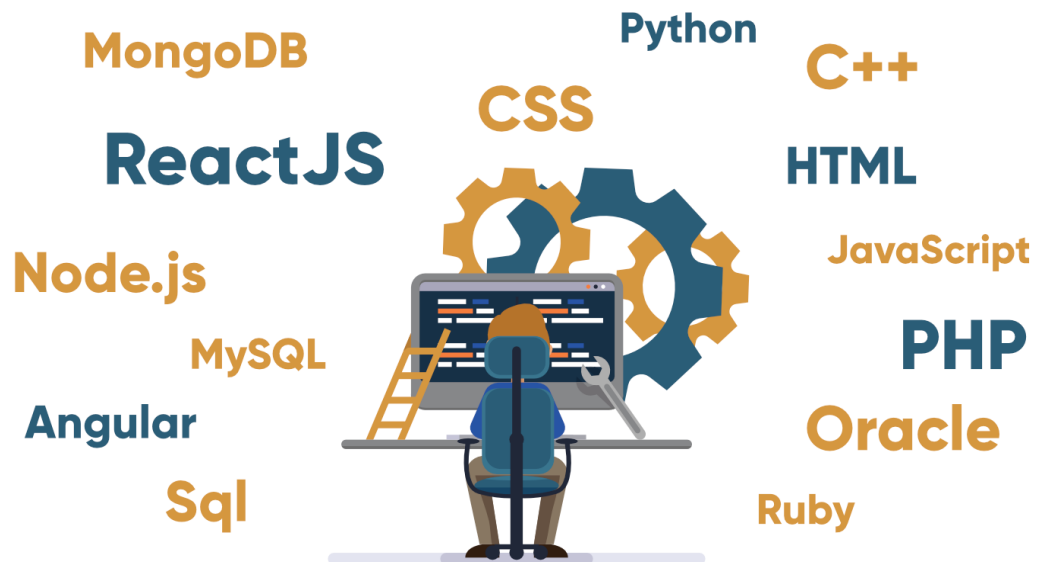 MongoDB
Python
C++
CSS
ReactJS
HTML
JavaScript
Node.js
MySQL
PHP
Angular
Oracle
Sql
Ruby